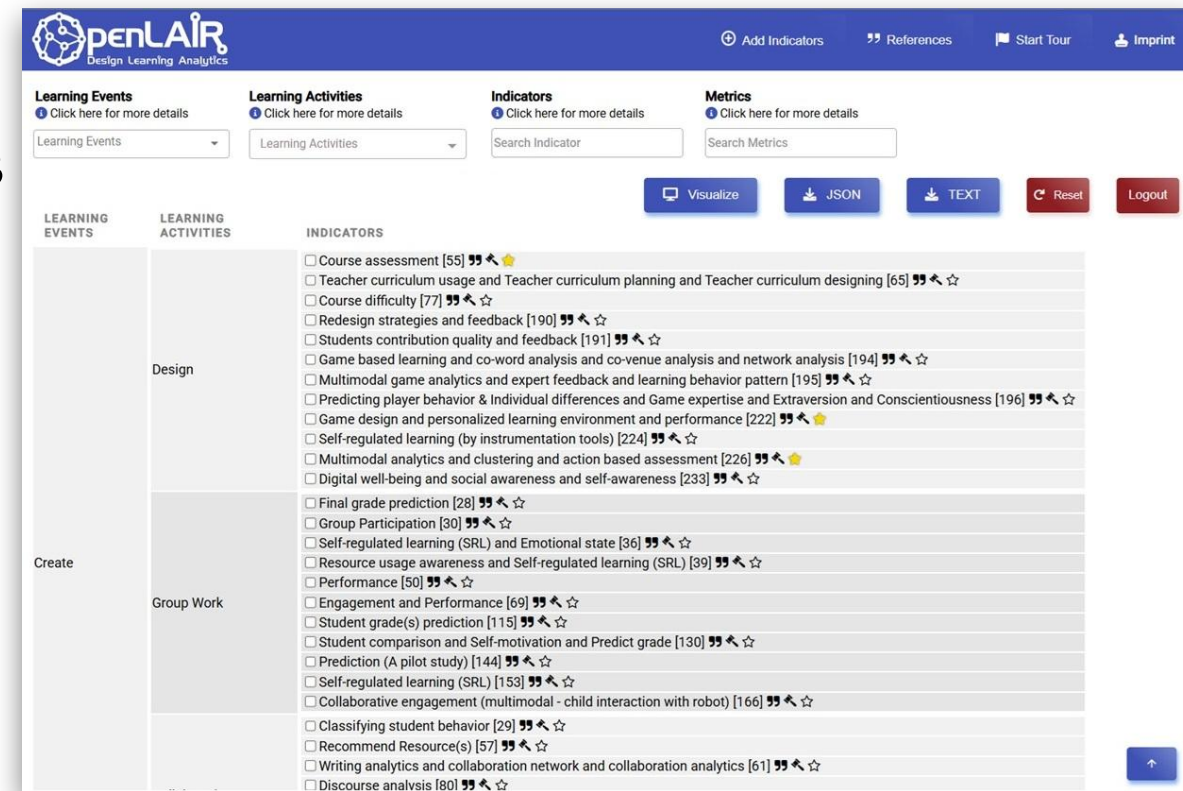 OpenLAIR
Design Learning Analytics
Add Indicators
References
Start Tour
Imprint
Learning Events
Click here for more details
Learning Events
Learning Activities
Click here for more details
Learning Activities
Indicators
Click here for more details
Search Indicator
Metrics
Click here for more details
Search Metrics
Visualize
JSON
TEXT
Reset
Logout
LEARNING
EVENTS
LEARNING
ACTIVITIES
INDICATORS
Create
Design
Course assessment [55]
Teacher curriculum usage and Teacher curriculum planning and Teacher curriculum designing [65]
Course difficulty [77]
Redesign strategies and feedback [190]
Students contribution quality and feedback [191]
Game based learning and co-word analysis and co-venue analysis and network analysis [194]
Multimodal game analytics and expert feedback and learning behavior pattern [195]
Predicting player behavior & Individual differences and Game expertise and Extraversion and Conscientiousness [196]
Game design and personalized learning environment and performance [222]
Self-regulated learning (by instrumentation tools) [224]
Multimodal analytics and clustering and action based assessment [226]
Digital well-being and social awareness and self-awareness [233]
Group Work
Final grade prediction [28]
Group Participation [30]
Self-regulated learning (SRL) and Emotional state [36]
Resource usage awareness and Self-regulated learning (SRL) [39]
Performance [50]
Engagement and Performance [69]
Student grade(s) prediction [115]
Student comparison and Self-motivation and Predict grade [130]
Prediction (A pilot study) [144]
Self-regulated learning (SRL) [153]
Collaborative engagement (multimodal - child interaction with robot) [166]
Classifying student behavior [29]
Recommend Resource(s) [57]
Writing analytics and collaboration network and collaboration analytics [61]
Discourse analysis [80]